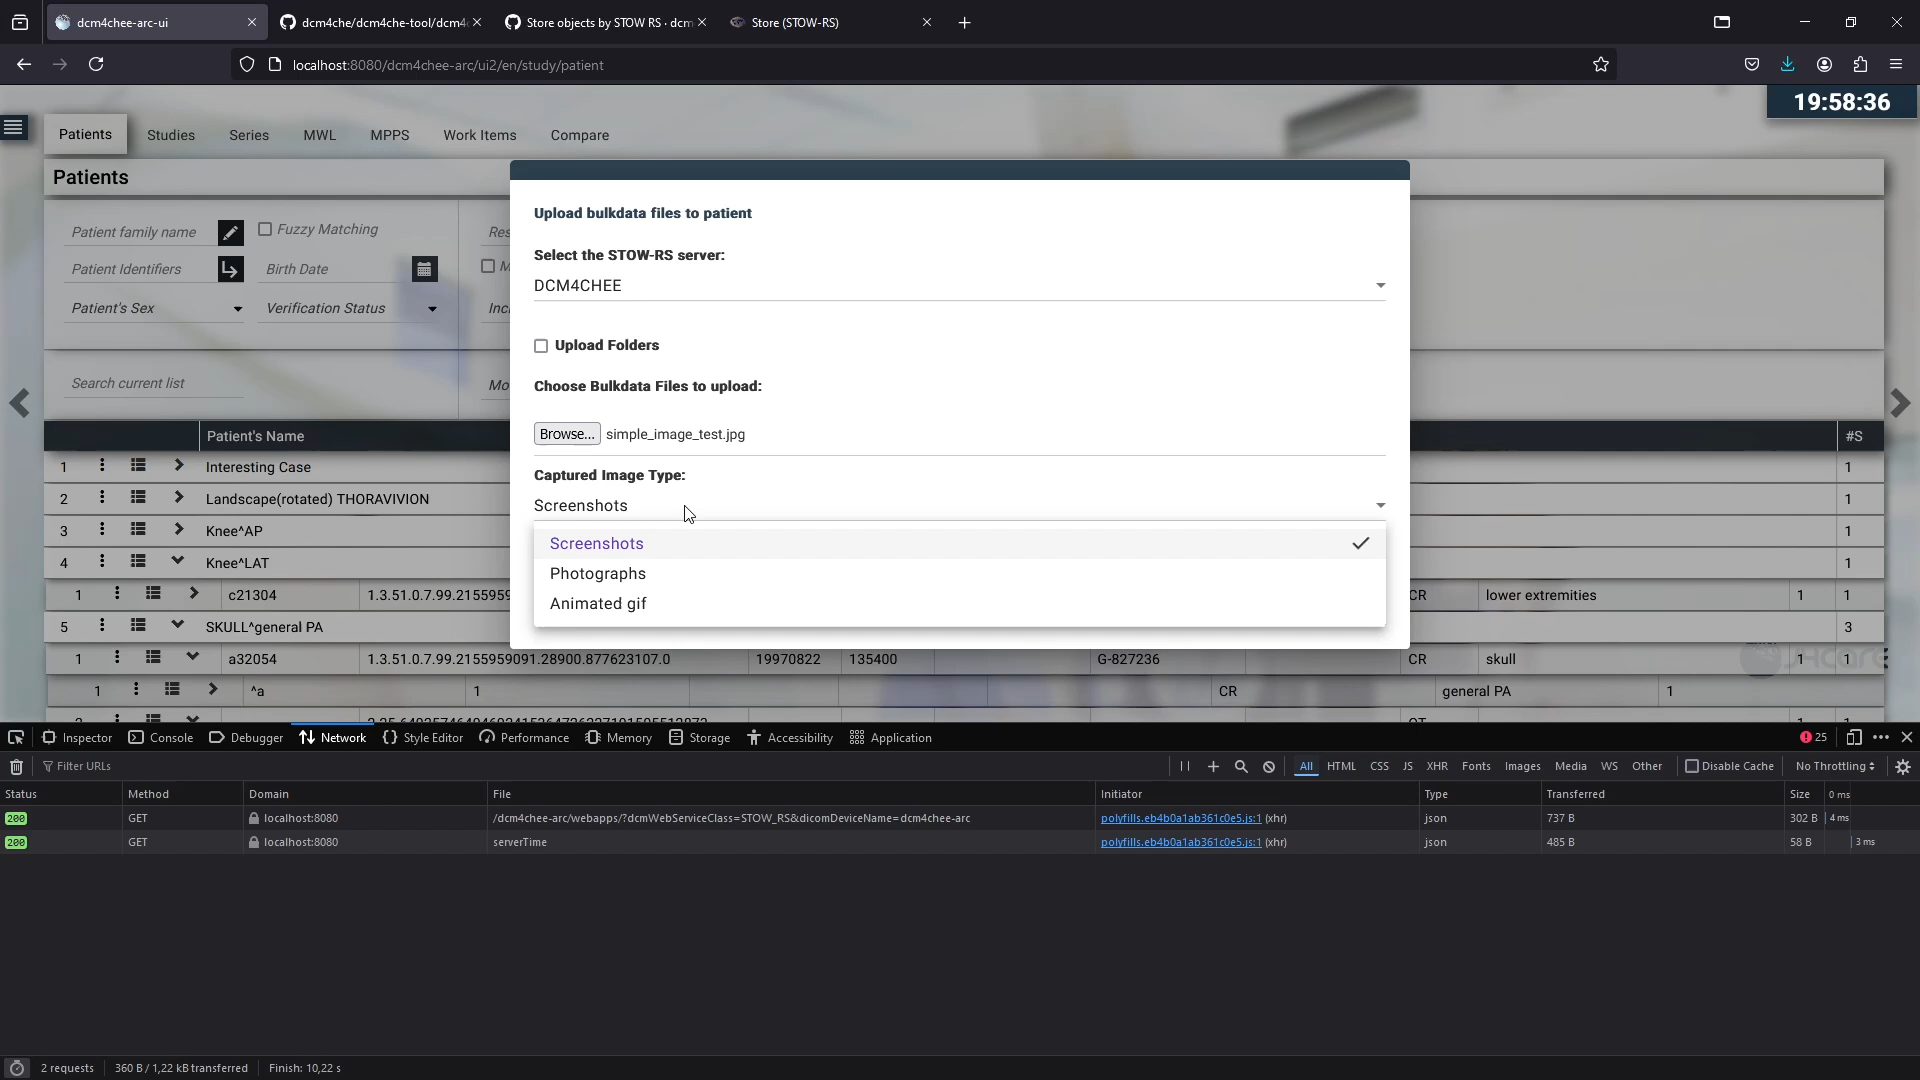 dcm4chee-arc-ui
dcm4che/dcm4che-tool/dcm4c
Store objects by STOW RS · dcm
Store (STOW-RS)
localhost:8080/dcm4chee-arc/ui2/en/study/patient
19:58:36
Patients Studies Series MWL MPPS Work Items Compare
Patients
Patient family name Fuzzy Matching
Patient Identifiers Birth Date
Patient's Sex Verification Status
Search current list
Upload bulkdata files to patient
Select the STOW-RS server:
DCM4CHEE
Upload Folders
Choose Bulkdata Files to upload:
Browse... simple_image_test.jpg
Captured Image Type:
Screenshots
Screenshots
Photographs
Animated gif
Patient's Name #S
1 Interesting Case 1
2 Landscape(rotated) THORAVIVION 1
3 Knee^AP 1
4 Knee^LAT 1
1 c21304 1.3.51.0.7.99.2155959 CR lower extremities 1 1
5 SKULL^general PA 3
1 a32054 1.3.51.0.7.99.2155959091.28900.877623107.0 19970822 135400 G-827236 CR skull 1 1
1 ^a 1 CR general PA 1
Inspector Console Debugger Network Style Editor Performance Memory Storage Accessibility Application 25
Filter URLs All HTML CSS JS XHR Fonts Images Media WS Other Disable Cache No Throttling
Status Method Domain File Initiator Type Transferred Size 0 ms
200 GET localhost:8080 /dcm4chee-arc/webapps/?dcmWebServiceClass=STOW_RS&dicomDeviceName=dcm4chee-arc polyfills.eb4b0a1ab361c0e5.js:1 (xhr) json 737 B 302 B 4 ms
200 GET localhost:8080 serverTime polyfills.eb4b0a1ab361c0e5.js:1 (xhr) json 485 B 58 B 3 ms
2 requests 360 B / 1,22 kB transferred Finish: 10,22 s